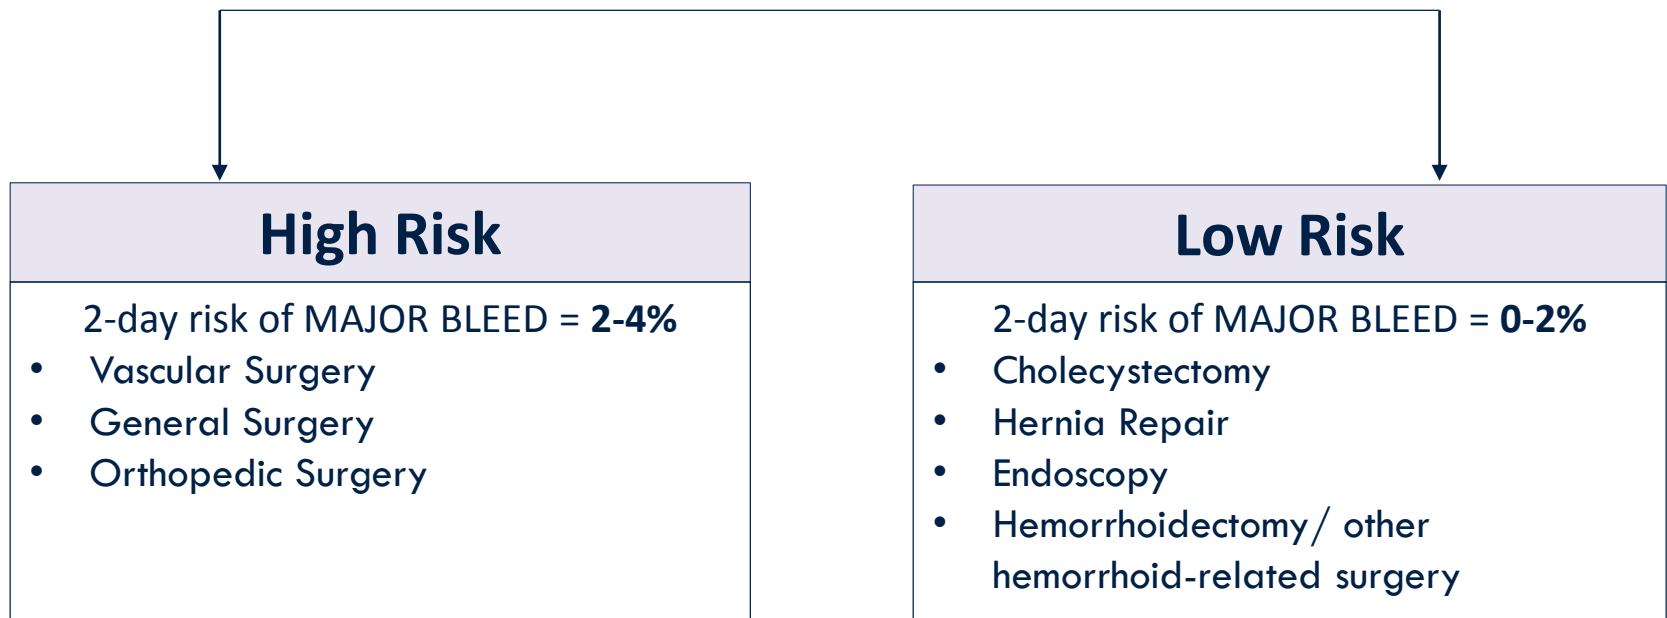 High Risk
2-day risk of MAJOR BLEED = 2-4%
• Vascular Surgery
• General Surgery
• Orthopedic Surgery
Low Risk
2-day risk of MAJOR BLEED = 0-2%
• Cholecystectomy
• Hernia Repair
• Endoscopy
• Hemorrhoidectomy/ other
hemorrhoid-related surgery